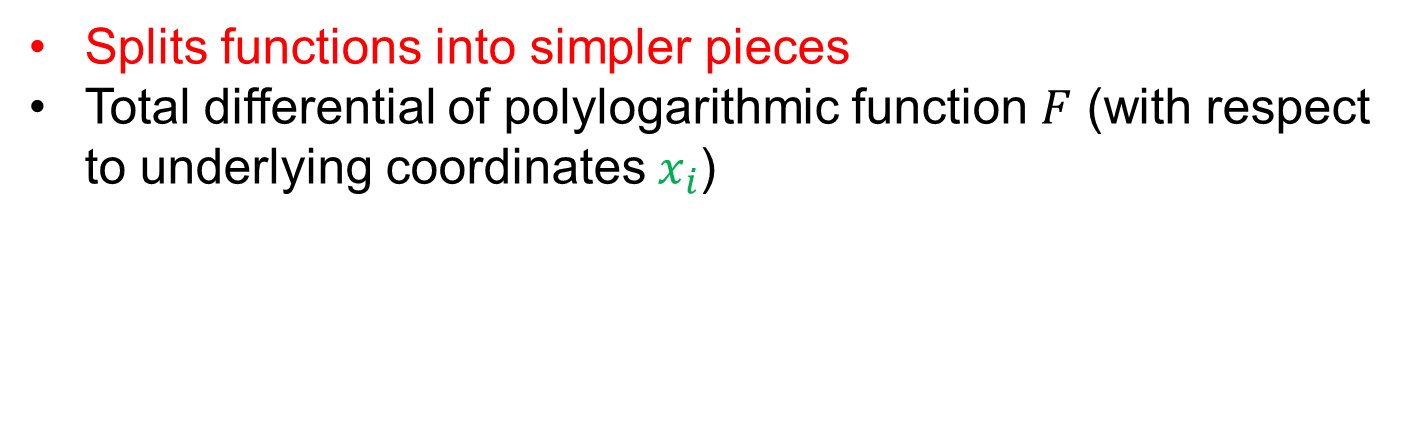 • Splits functions into simpler pieces
• Total differential of polylogarithmic function F (with respect
to underlying coordinates xᵢ)